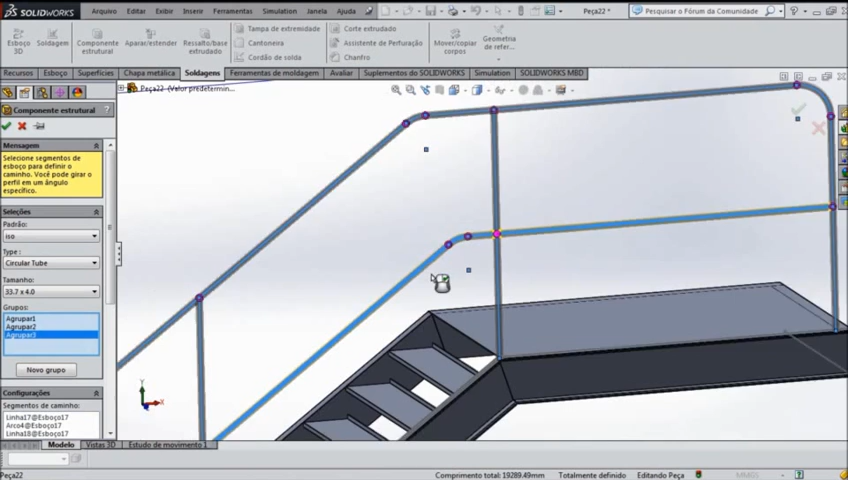 SOLIDWORKS
Arquivo
Editar
Exibir
Inserir
Ferramentas
Simulation
Janela
Ajuda
Peça22 *
Pesquisar o Fórum da Comunidade
Esboço 3D
Soldagem
Componente estrutural
Aparar/estender
Ressalto/base extrudado
Tampa de extremidade
Cantoneira
Cordão de solda
Corte extrudado
Assistente de Perfuração
Chanfro
Mover/copiar corpos
Geometria de refer...
Recursos
Esboço
Superfícies
Chapa metálica
Soldagens
Ferramentas de moldagem
Avaliar
Suplementos do SOLIDWORKS
Simulation
SOLIDWORKS MBD
Peça22 (Valor predetermin...
Componente estrutural
Mensagem
Selecione segmentos de
esboço para definir o
caminho. Você pode girar o
perfil em um ângulo
específico.
Seleções
Padrão:
iso
Type :
Circular Tube
Tamanho:
33.7 x 4.0
Grupos:
Agrupar1
Agrupar2
Agrupar3
Novo grupo
Configurações
Segmentos de caminho:
Linha17@Esboço17
Arco4@Esboço17
Linha18@Esboço17
Y
X
Modelo
Vistas 3D
Estudo de movimento 1
Peça22
Comprimento total: 19289.49mm
Totalmente definido
Editando Peça
MMGS